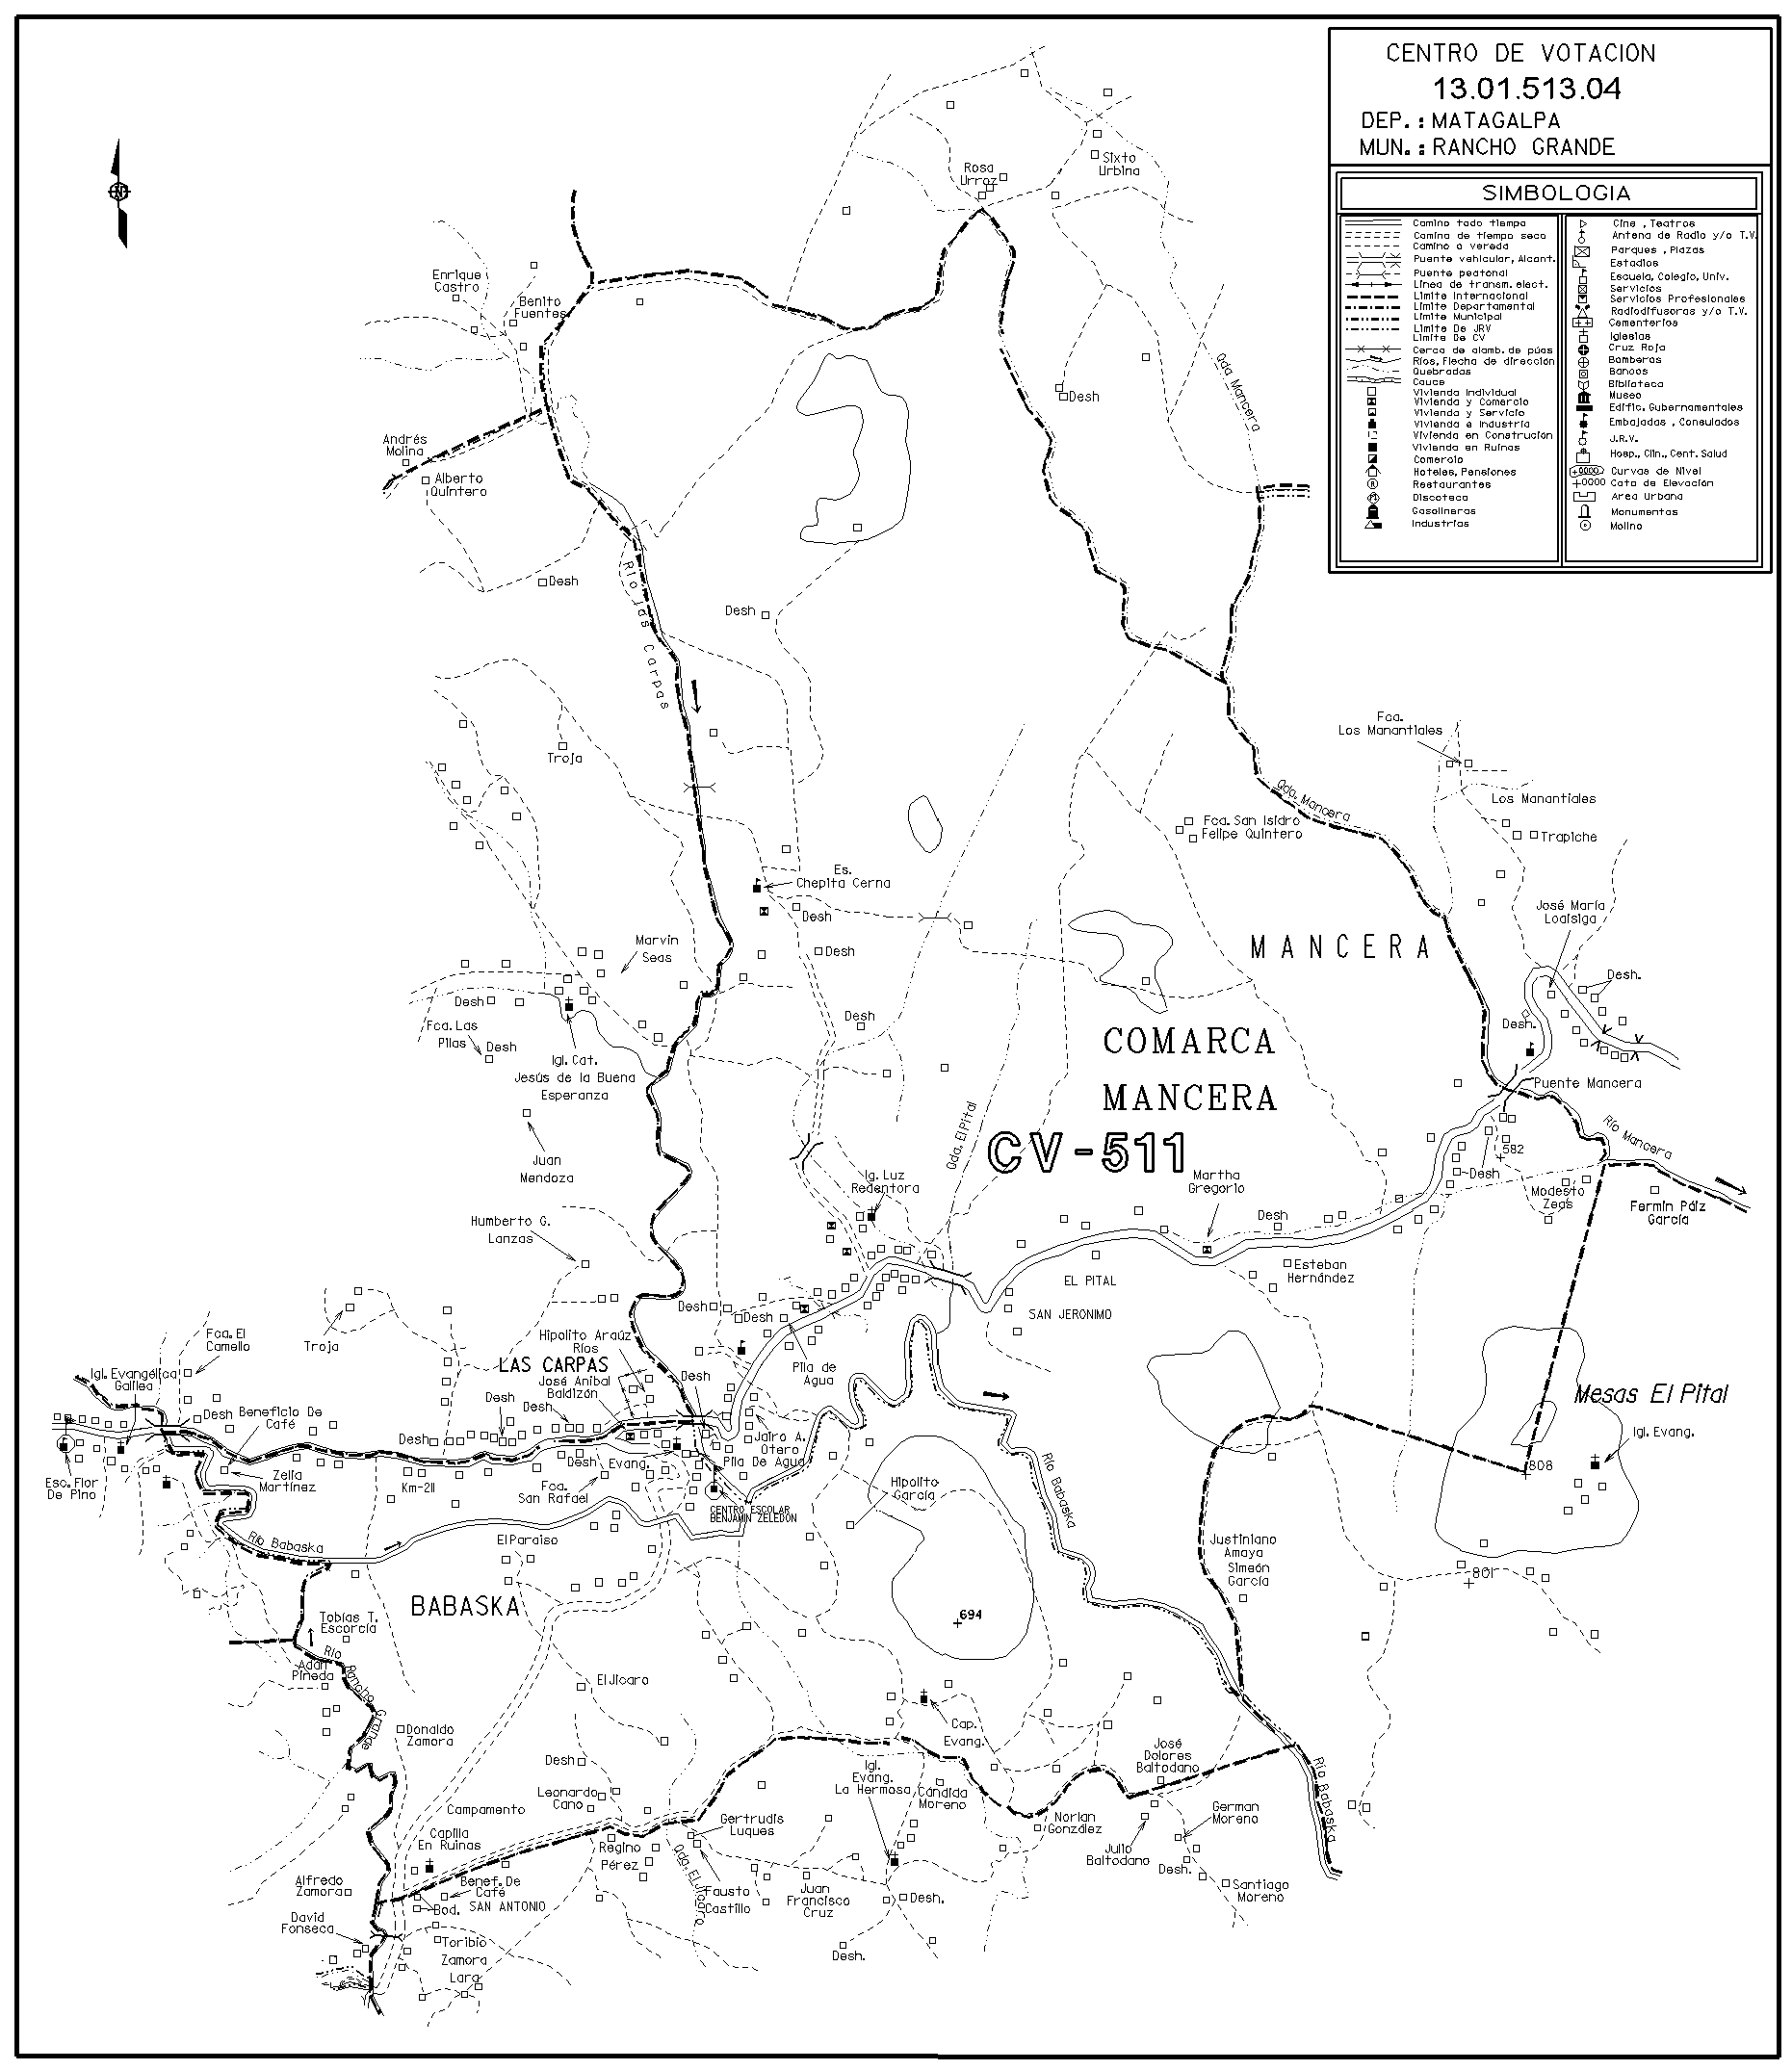 CENTRO DE VOTACION
13.01.513.04
DEP. : MATAGALPA
MUN. : RANCHO GRANDE
SIMBOLOGIA
Camino todo tiempo
Camino de tiempo seco
Camino o vereda
Puente vehicular, Alcant.
Puente peatonal
Línea de transm. elect.
Limite Internacional
Limite Departamental
Limite Municipal
Limite De JRV
Limite De CV
Cerca de alamb. de púas
Ríos, Flecha de dirección
Quebradas
Cauce
Vivienda Individual
Vivienda y Comercio
Vivienda y Servicio
Vivienda e Industria
Vivienda en Construcion
Vivienda en Ruinas
Comercio
Hoteles, Pensiones
Restaurantes
Discoteca
Gasolineras
Industrias
Cine , Teatros
Antena de Radio y/o T.V.
Parques , Plazas
Estadios
Escuela, Colegio, Univ.
Servicios
Servicios Profesionales
Radiodifusoras y/o T.V.
Cementerios
Iglesias
Cruz Roja
Bomberos
Bancos
Biblioteca
Museo
Edific. Gubernamentales
Embajadas , Consulados
J.R.V.
Hosp., Clin., Cent. Salud
Curvas de Nivel
+0000 Cota de Elevación
Area Urbana
Monumentos
Molino
N
Sixto
Urbina
Rosa
Urroz
Enrique
Castro
Benito
Fuentes
Qda Mancera
Desh
Andrés
Molina
Alberto
Quintero
Desh
Río las Carpas
Desh
Troja
Fca.
Los Manantiales
Los Manantiales
Trapiche
Qda. Mancera
Fca. San Isidro
Felipe Quintero
Es.
Chepita Cerna
Desh
Desh
José María
Loaisiga
MANCERA
Marvin
Seas
Desh
Fca. Las
Pilas
Desh
Desh
Desh.
Desh.
Igl. Cat.
Jesús de la Buena
Esperanza
COMARCA
MANCERA
CV-511
Puente Mancera
Río Mancera
582
Desh
Modesto
Zeas
Fermín Páiz
García
Juan
Mendoza
Qda. El Pital
Ig. Luz
Redentora
Martha
Gregorio
Desh
Humberto G.
Lanzas
Esteban
Hernández
EL PITAL
SAN JERONIMO
Troja
Fca. El
Camello
Desh
Desh
Hipolito Araúz
Ríos
LAS CARPAS
José Anibal
Baldizón
Desh
Pila de
Agua
Igl. Evangélica
Galilea
Desh
Beneficio De
Café
Desh
Desh
Desh
Mesas El Pital
Igl. Evang.
808
Jairo A.
Otero
Pila De Agua
Desh
Evang.
Esc. Flor
De Pino
Zelia
Martínez
Km-211
Fca.
San Rafael
CENTRO ESCOLAR
BENJAMIN ZELEDON
Hipolito
García
Río Babaska
Río Babaska
El Paraiso
Justiniano
Amaya
Simeón
García
801
BABASKA
694
Tobías T.
Escorcia
Río Rancho Grande
Adán
Pineda
El Jícaro
Donaldo
Zamora
Cap.
Evang.
Desh
José
Dolores
Baltodano
Igl.
Evang.
La Hermosa
Leonardo
Cano
Cándida
Moreno
Río Babaska
Campamento
Capilla
En Ruinas
Gertrudis
Luques
Norlan
González
German
Moreno
Regino
Pérez
Julio
Baltodano
Desh.
Qda. El Jícaro
Alfredo
Zamora
Benef. De
Café
Bod.
SAN ANTONIO
Fausto
Castillo
Juan
Francisco
Cruz
Desh.
Santiago
Moreno
David
Fonseca
Toribio
Zamora
Lara
Desh.